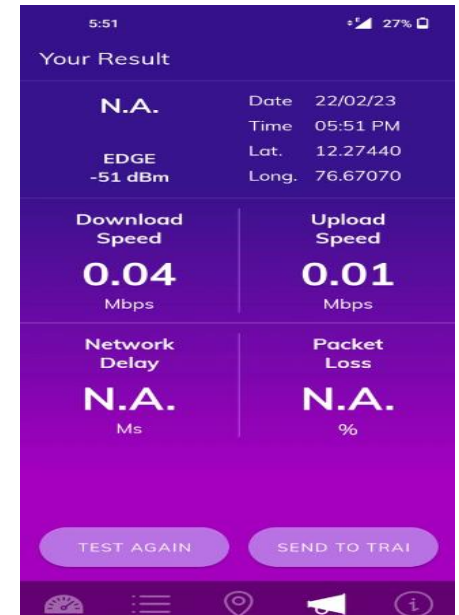 5:51
E
27%
Your Result
N.A.
EDGE
-51 dBm
Date 22/02/23
Time 05:51 PM
Lat. 12.27440
Long. 76.67070
Download
Speed
0.04
Mbps
Upload
Speed
0.01
Mbps
Network
Delay
N.A.
Ms
Packet
Loss
N.A.
%
TEST AGAIN
SEND TO TRAI